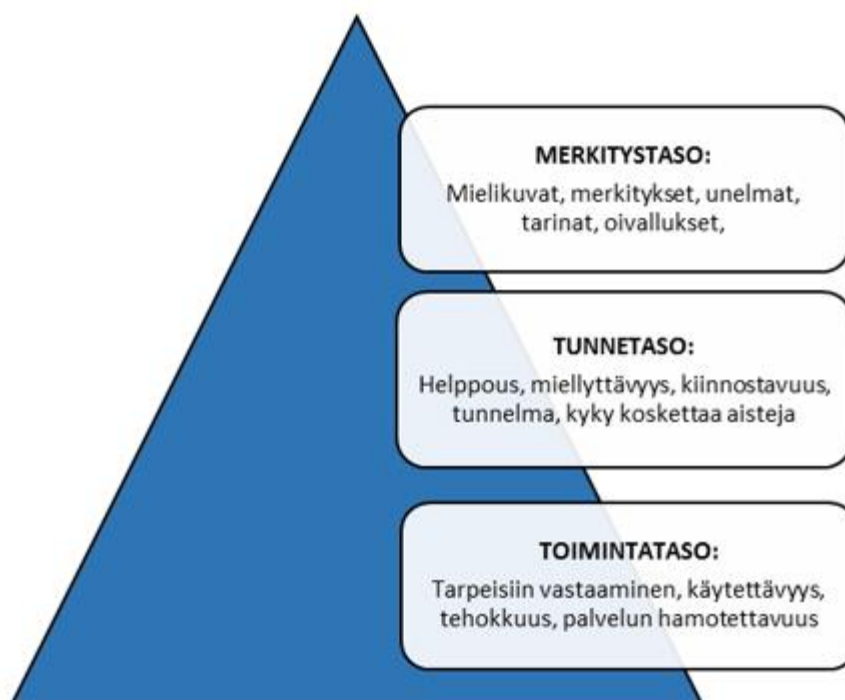 MERKITYSTASO:
Mielikuvat, merkitykset, unelmat,
tarinat, oivallukset,
TUNNETASO:
Helppous, miellyttävyys, kiinnostavuus,
tunnelma, kyky koskettaa aisteja
TOIMINTATASO:
Tarpeisiin vastaaminen, käytettävyys,
tehokkuus, palvelun hamotettavuus